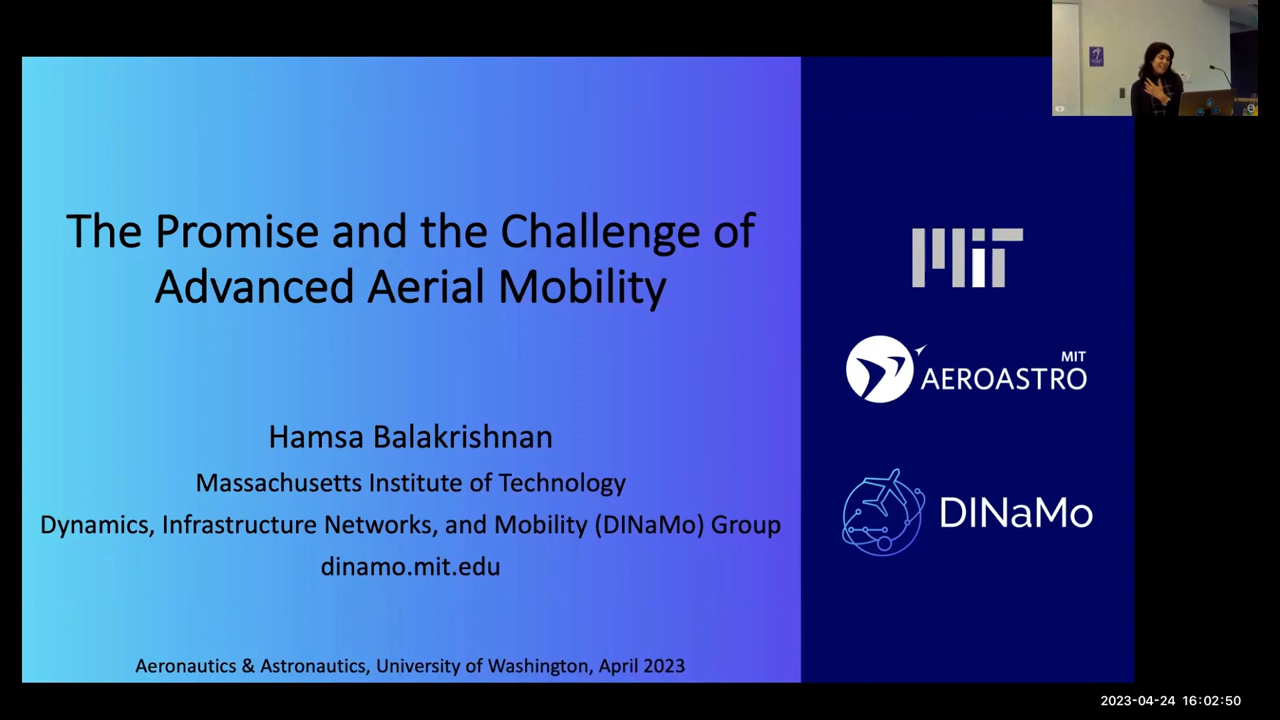 The Promise and the Challenge of
Advanced Aerial Mobility
Hamsa Balakrishnan
Massachusetts Institute of Technology
Dynamics, Infrastructure Networks, and Mobility (DINaMo) Group
dinamo.mit.edu
Aeronautics & Astronautics, University of Washington, April 2023
MIT
MIT
AEROASTRO
DINaMo
2023-04-24 16:02:50